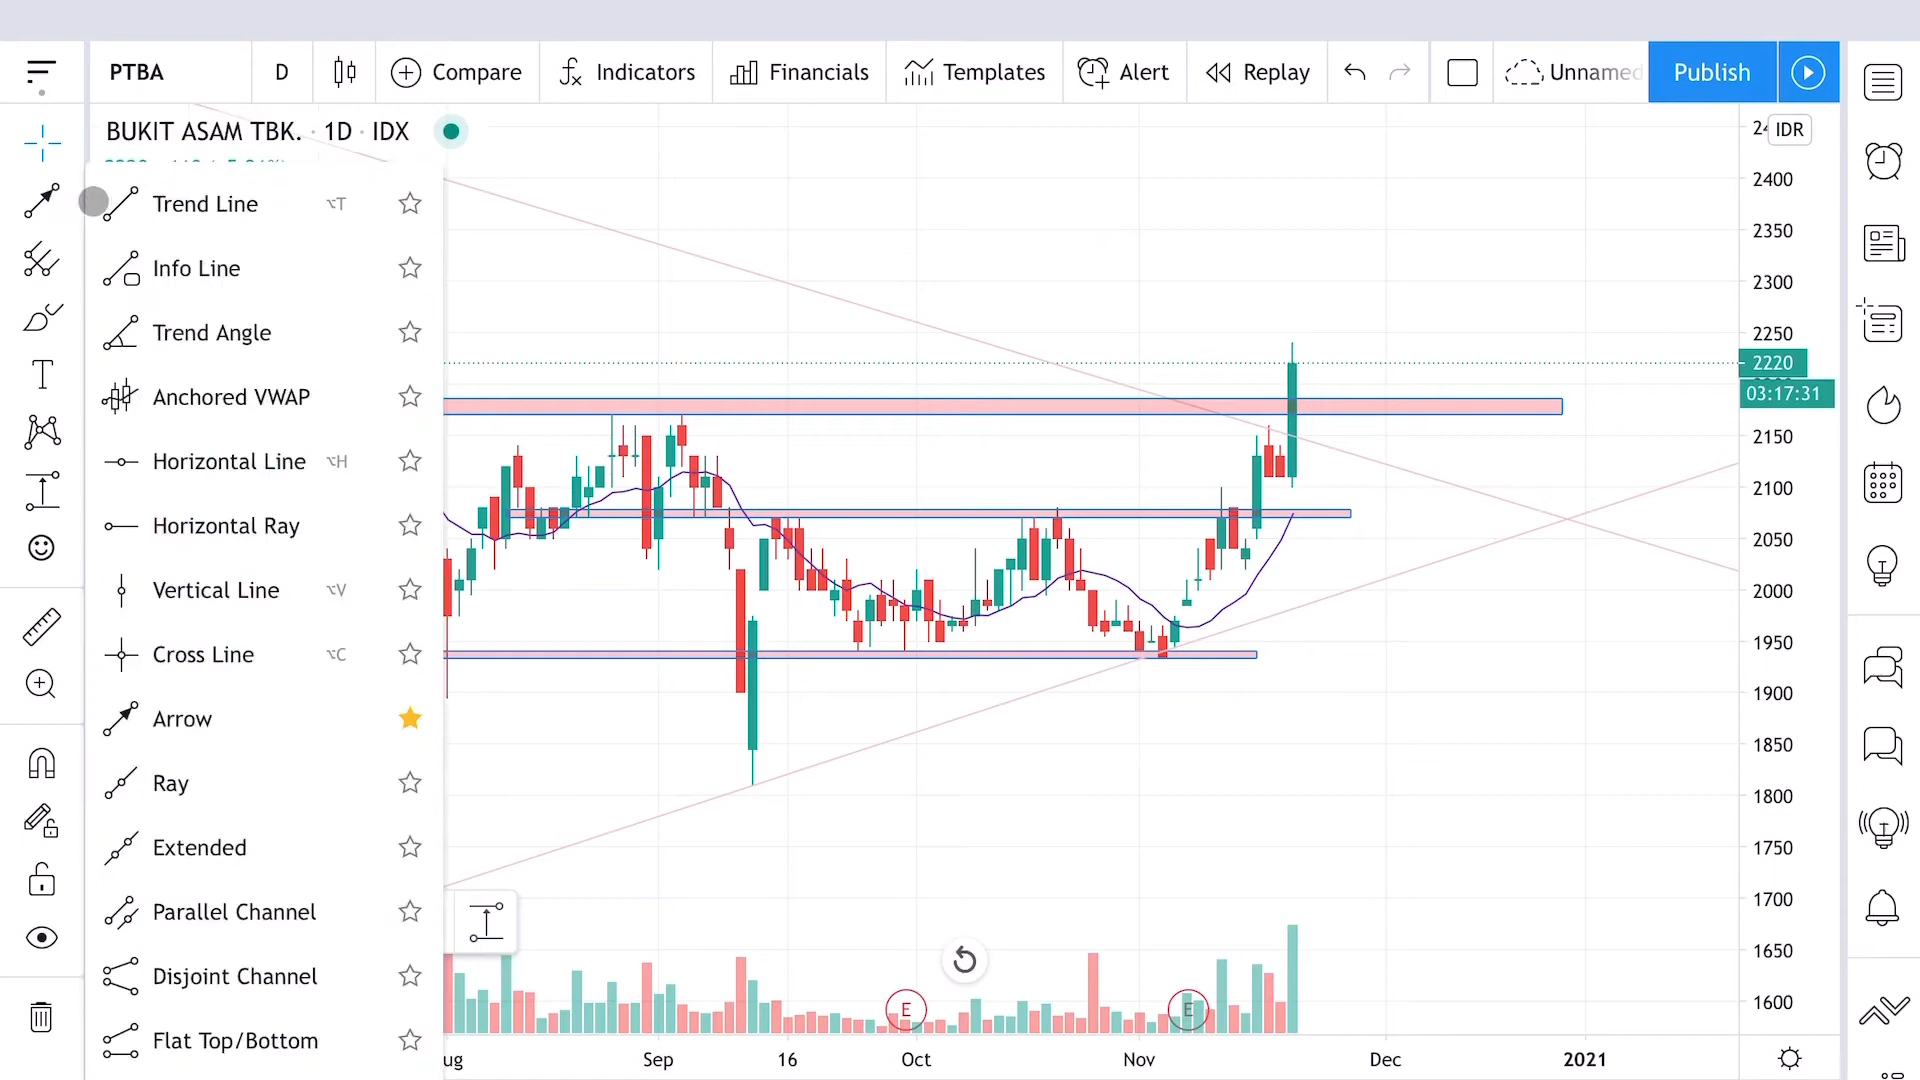 PTBA
D
Compare
Indicators
Financials
Templates
Alert
Replay
Unnamed
Publish
BUKIT ASAM TBK. · 1D · IDX
IDR
Trend Line
⌥T
Info Line
Trend Angle
Anchored VWAP
Horizontal Line
⌥H
Horizontal Ray
Vertical Line
⌥V
Cross Line
⌥C
Arrow
Ray
Extended
Parallel Channel
Disjoint Channel
Flat Top/Bottom
2400
2350
2300
2250
2220
03:17:31
2150
2100
2050
2000
1950
1900
1850
1800
1750
1700
1650
1600
E
E
ug
Sep
16
Oct
Nov
Dec
2021